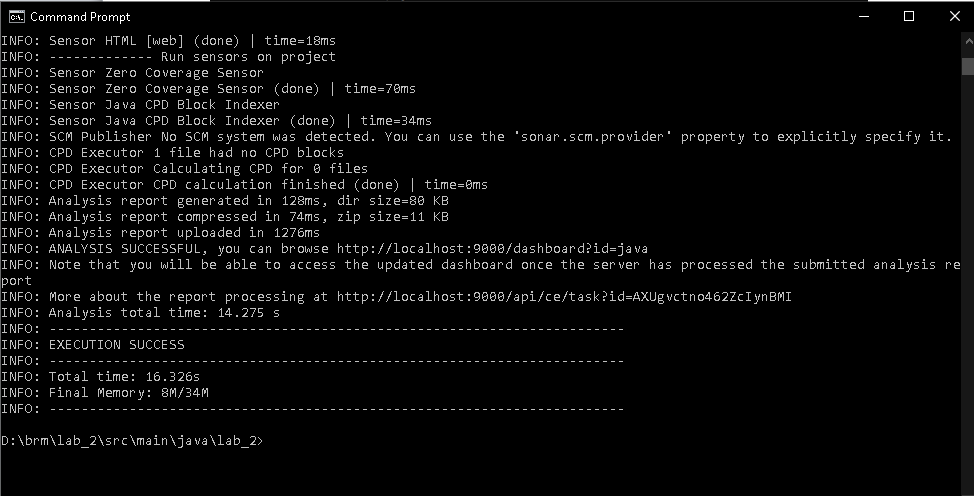 Command Prompt
INFO: Sensor HTML [web] (done) | time=18ms
INFO: ------------- Run sensors on project
INFO: Sensor Zero Coverage Sensor
INFO: Sensor Zero Coverage Sensor (done) | time=70ms
INFO: Sensor Java CPD Block Indexer
INFO: Sensor Java CPD Block Indexer (done) | time=34ms
INFO: SCM Publisher No SCM system was detected. You can use the 'sonar.scm.provider' property to explicitly specify it.
INFO: CPD Executor 1 file had no CPD blocks
INFO: CPD Executor Calculating CPD for 0 files
INFO: CPD Executor CPD calculation finished (done) | time=0ms
INFO: Analysis report generated in 128ms, dir size=80 KB
INFO: Analysis report compressed in 74ms, zip size=11 KB
INFO: Analysis report uploaded in 1276ms
INFO: ANALYSIS SUCCESSFUL, you can browse http://localhost:9000/dashboard?id=java
INFO: Note that you will be able to access the updated dashboard once the server has processed the submitted analysis re
port
INFO: More about the report processing at http://localhost:9000/api/ce/task?id=AXUgvctno462ZcIynBMI
INFO: Analysis total time: 14.275 s
INFO: ------------------------------------------------------------------------
INFO: EXECUTION SUCCESS
INFO: ------------------------------------------------------------------------
INFO: Total time: 16.326s
INFO: Final Memory: 8M/34M
INFO: ------------------------------------------------------------------------
D:\brm\lab_2\src\main\java\lab_2>